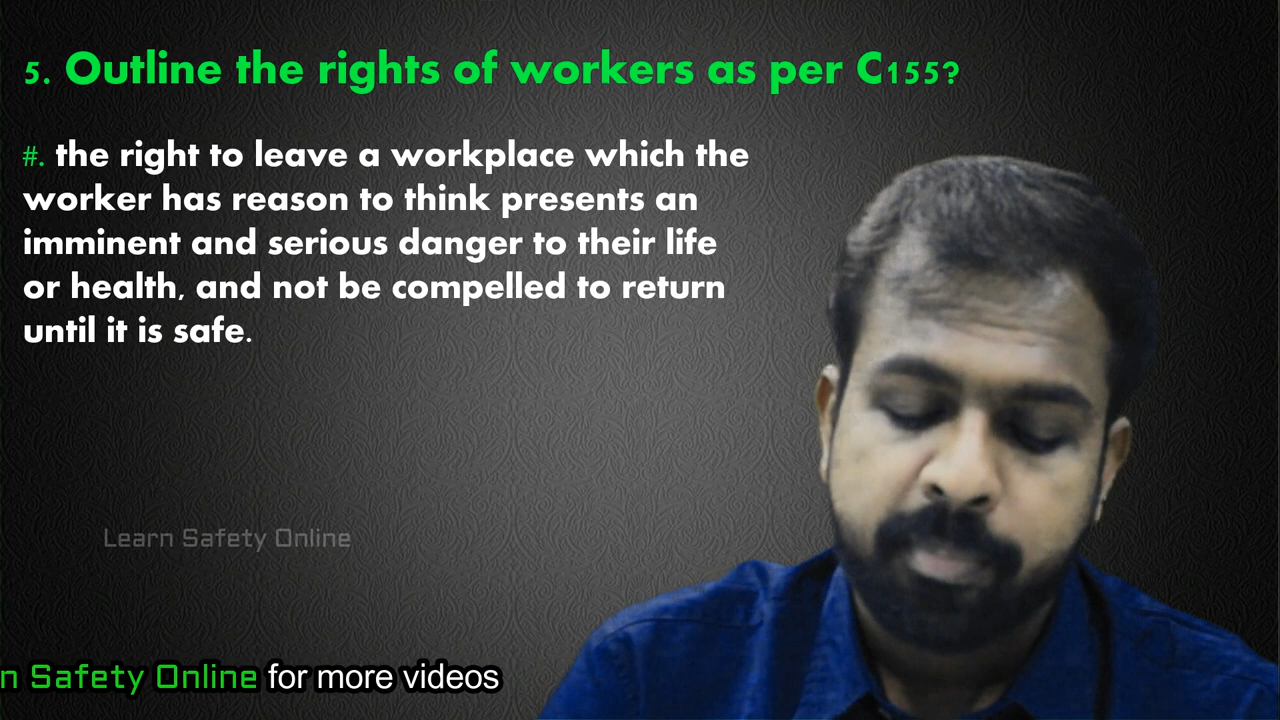 5. Outline the rights of workers as per C155?
#. the right to leave a workplace which the
worker has reason to think presents an
imminent and serious danger to their life
or health, and not be compelled to return
until it is safe.
Learn Safety Online
n Safety Online for more videos